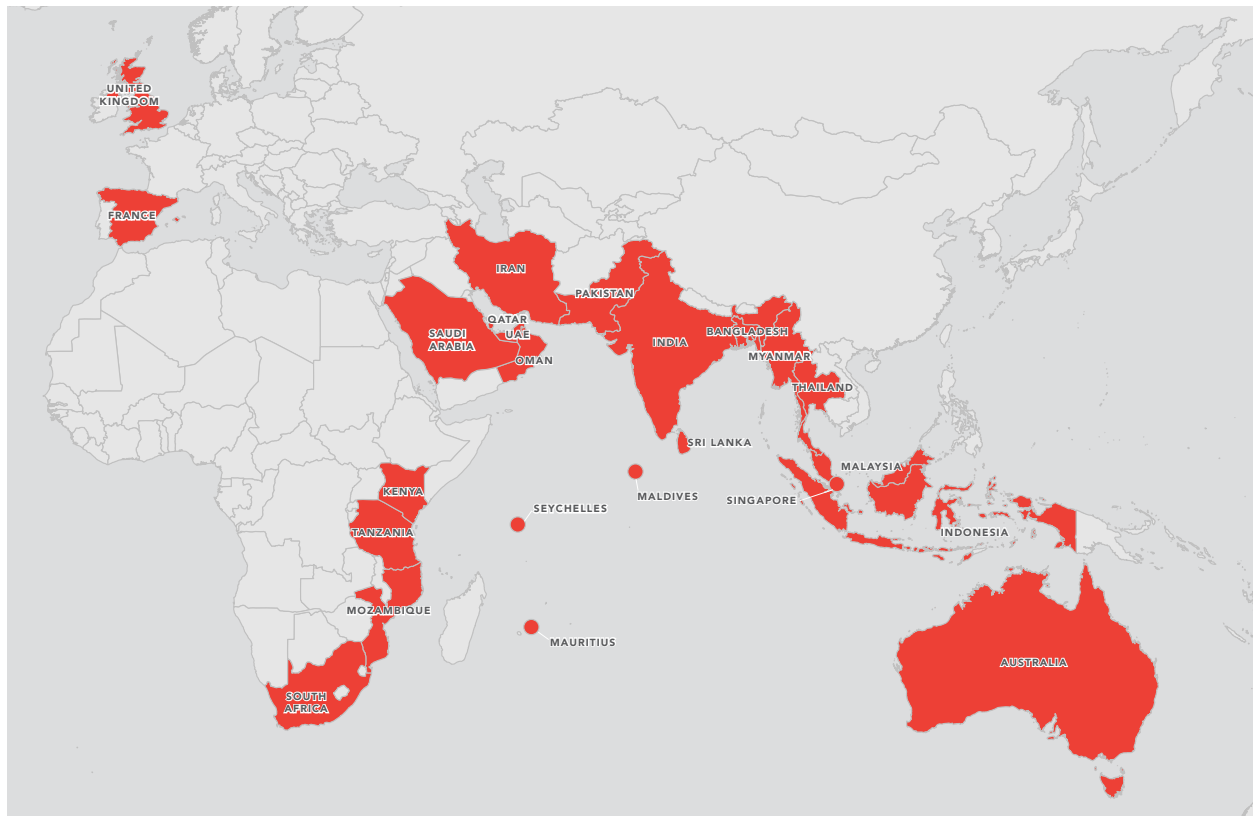 UNITED
KINGDOM
FRANCE
IRAN
PAKISTAN
QATAR
SAUDI
ARABIA
UAE
OMAN
INDIA
BANGLADESH
MYANMAR
THAILAND
SRI LANKA
MALAYSIA
MALDIVES
SINGAPORE
KENYA
SEYCHELLES
TANZANIA
INDONESIA
MOZAMBIQUE
MAURITIUS
AUSTRALIA
SOUTH
AFRICA